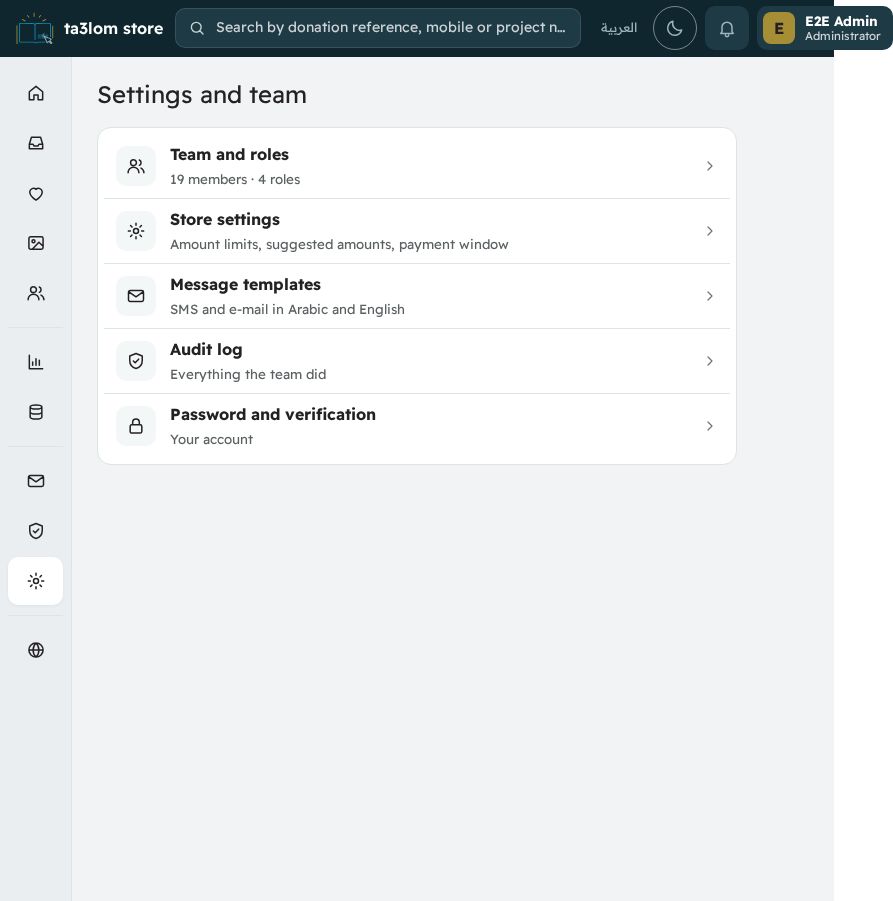 ta3lom store
Search by donation reference, mobile or project n…
العربية
E
E2E Admin
Administrator
Settings and team
Team and roles
19 members · 4 roles
Store settings
Amount limits, suggested amounts, payment window
Message templates
SMS and e-mail in Arabic and English
Audit log
Everything the team did
Password and verification
Your account